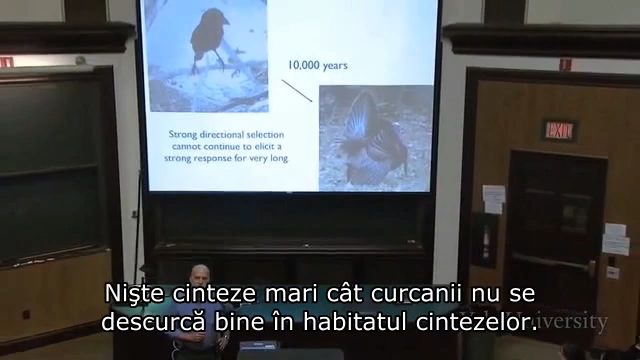 10,000 years
Strong directional selection
cannot continue to elicit a
strong response for very long.
EXIT
Nişte cinteze mari cât curcanii nu se
descurcă bine în habitatul cintezelor.
University